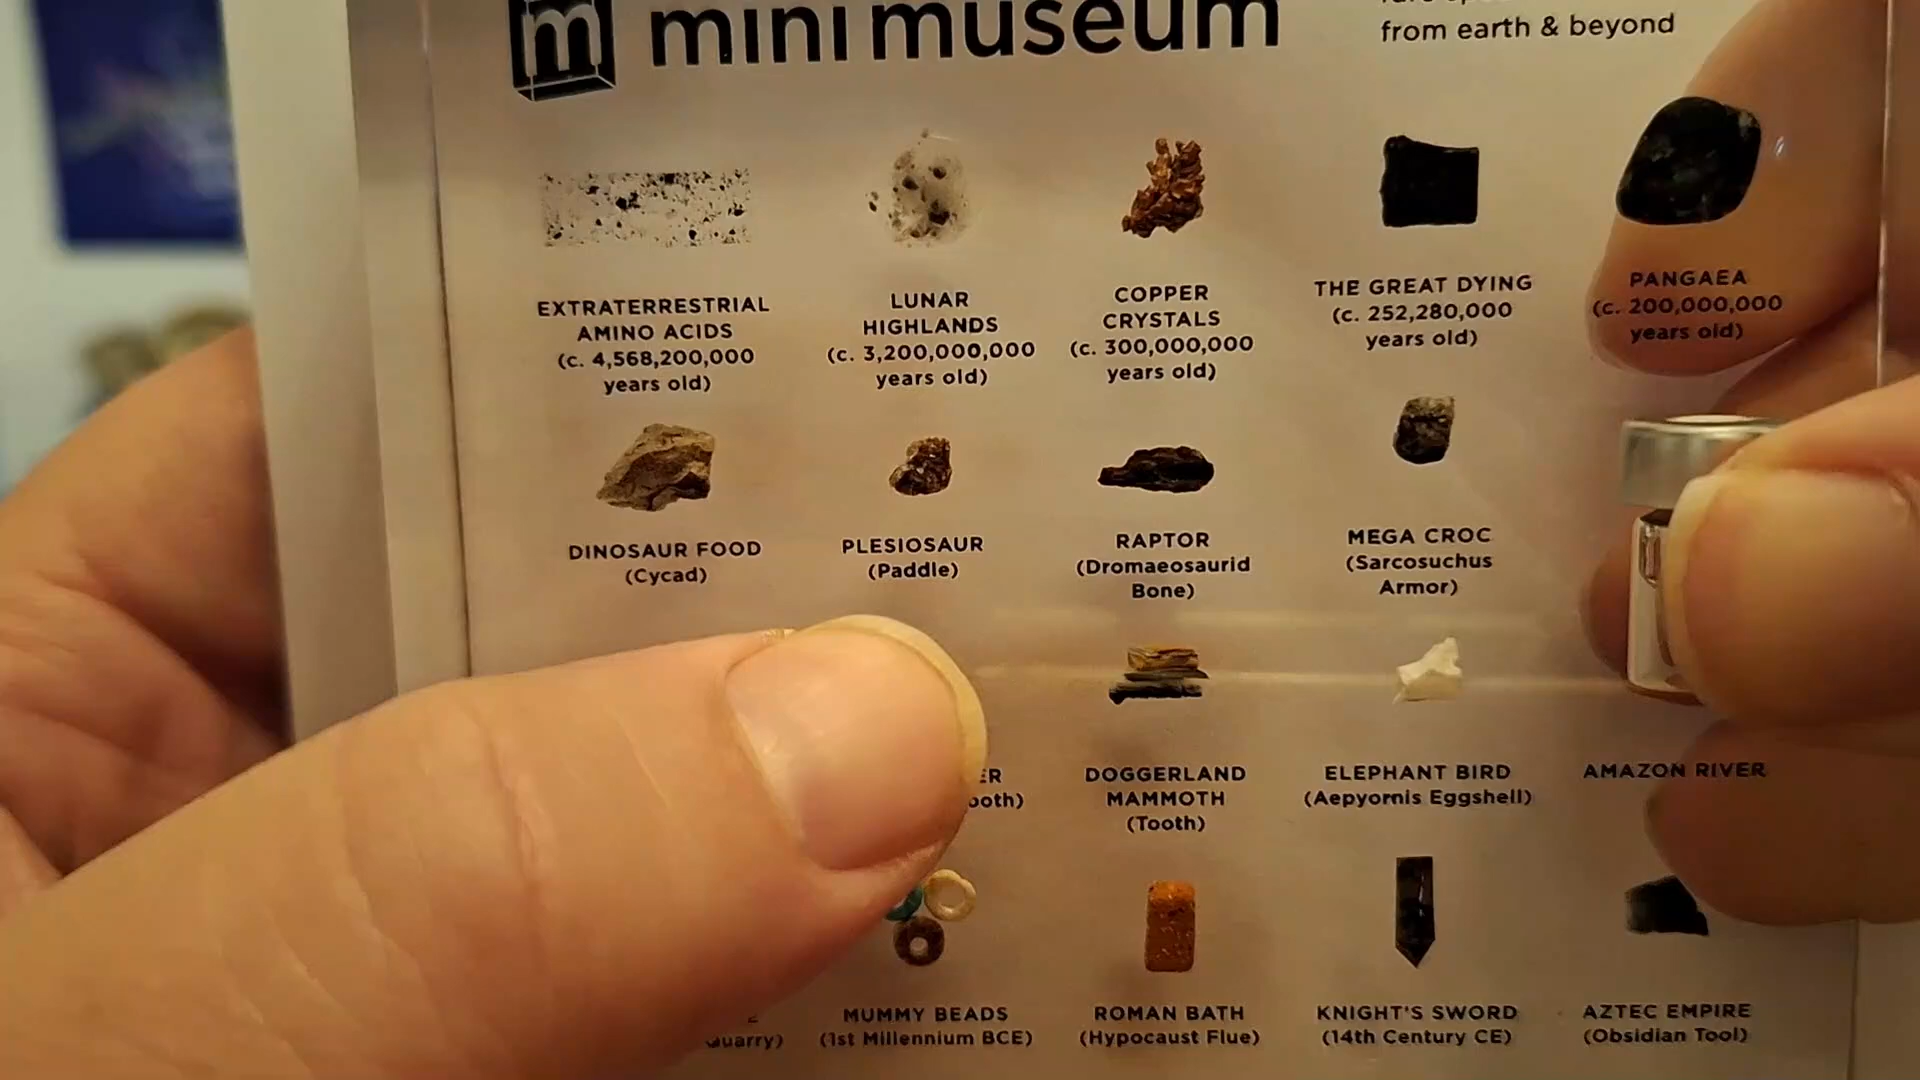 m mini museum
from earth & beyond
EXTRATERRESTRIAL
AMINO ACIDS
(c. 4,568,200,000
years old)
LUNAR
HIGHLANDS
(c. 3,200,000,000
years old)
COPPER
CRYSTALS
(c. 300,000,000
years old)
THE GREAT DYING
(c. 252,280,000
years old)
PANGAEA
(c. 200,000,000
years old)
DINOSAUR FOOD
(Cycad)
PLESIOSAUR
(Paddle)
RAPTOR
(Dromaeosaurid
Bone)
MEGA CROC
(Sarcosuchus
Armor)
DOGGERLAND
MAMMOTH
(Tooth)
ELEPHANT BIRD
(Aepyornis Eggshell)
AMAZON RIVER
MUMMY BEADS
(1st Millennium BCE)
ROMAN BATH
(Hypocaust Flue)
KNIGHT'S SWORD
(14th Century CE)
AZTEC EMPIRE
(Obsidian Tool)